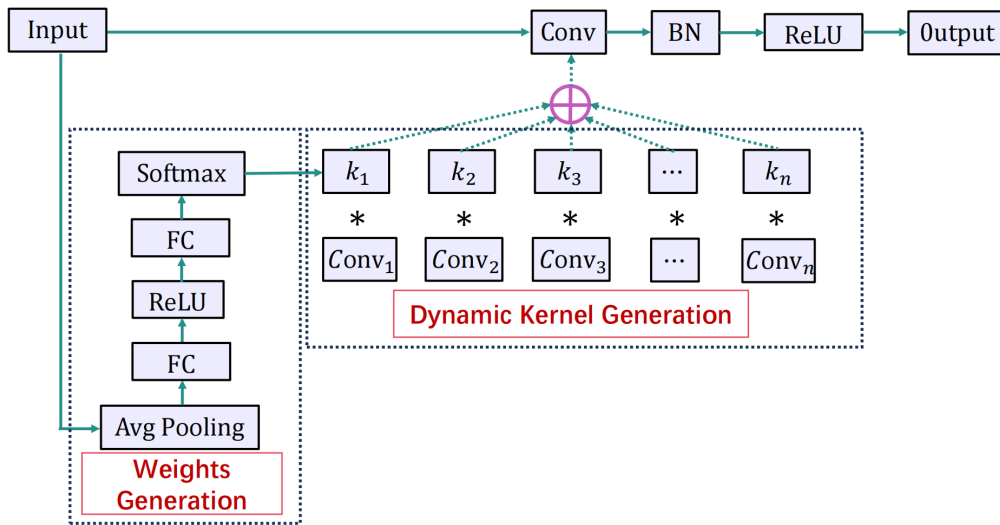 Input
Conv
BN
ReLU
0utput
Softmax
k₁
k₂
k₃
...
kₙ
* * * * *
FC
Conv₁
Conv₂
Conv₃
...
Convₙ
ReLU
Dynamic Kernel Generation
FC
Avg Pooling
Weights
Generation